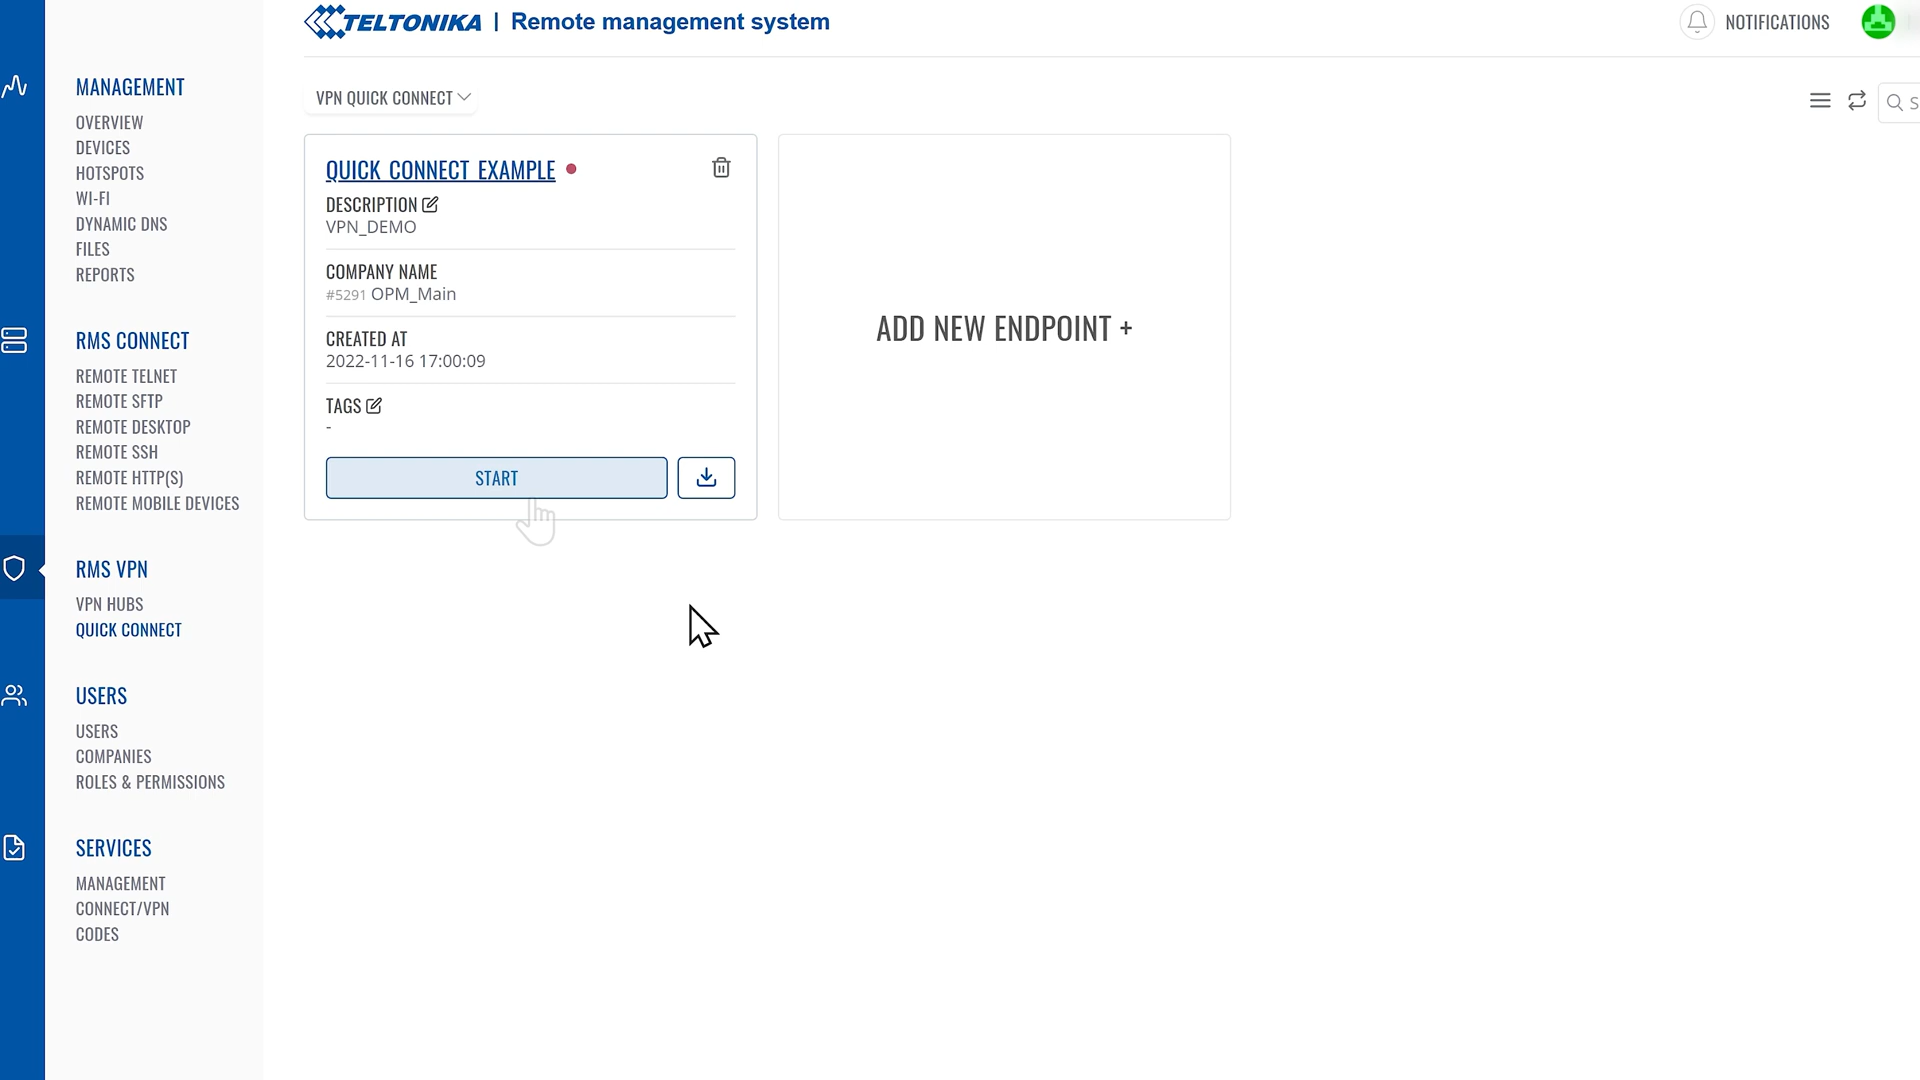 TELTONIKA | Remote management system
NOTIFICATIONS
MANAGEMENT
OVERVIEW
DEVICES
HOTSPOTS
WI-FI
DYNAMIC DNS
FILES
REPORTS
RMS CONNECT
REMOTE TELNET
REMOTE SFTP
REMOTE DESKTOP
REMOTE SSH
REMOTE HTTP(S)
REMOTE MOBILE DEVICES
RMS VPN
VPN HUBS
QUICK CONNECT
USERS
USERS
COMPANIES
ROLES & PERMISSIONS
SERVICES
MANAGEMENT
CONNECT/VPN
CODES
VPN QUICK CONNECT
S
QUICK CONNECT EXAMPLE
DESCRIPTION
VPN_DEMO
COMPANY NAME
#5291 OPM_Main
CREATED AT
2022-11-16 17:00:09
TAGS
-
START
ADD NEW ENDPOINT +